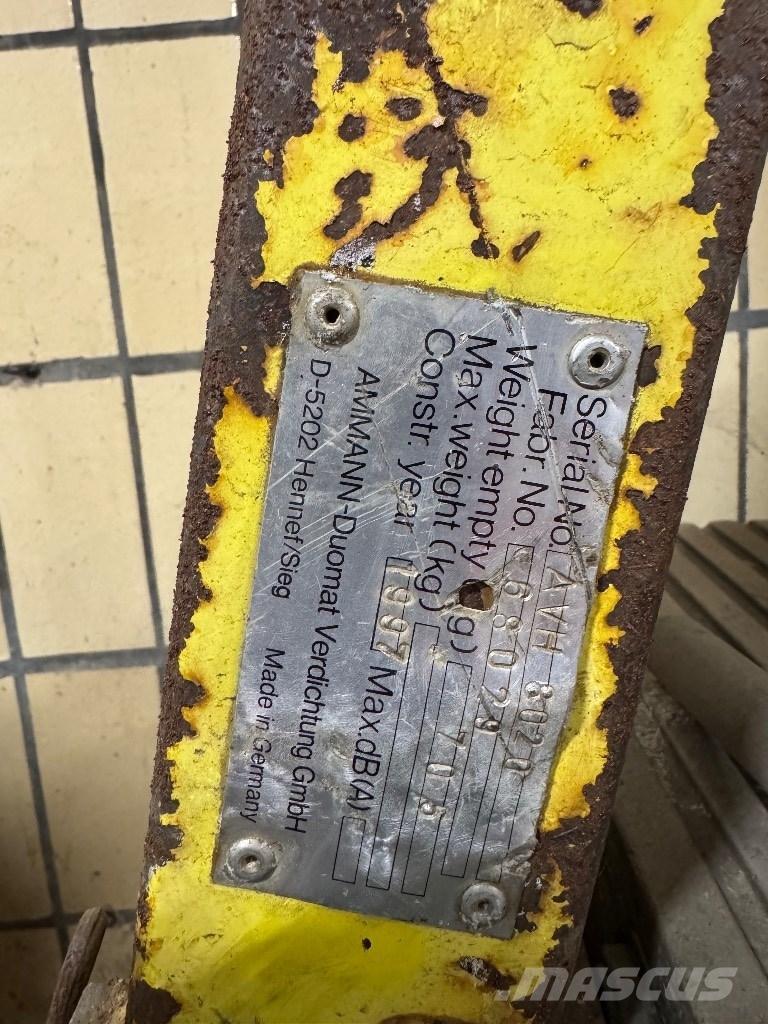 Serial No. AVH 8020
Fabr. No. 68029
Weight empty g) 705
Max. weight (kg)
Constr. year 1997 Max.dB(A)
AMMANN-Duomat Verdichtung GmbH
D-5202 Hennef/Sieg Made in Germany
MASCUS